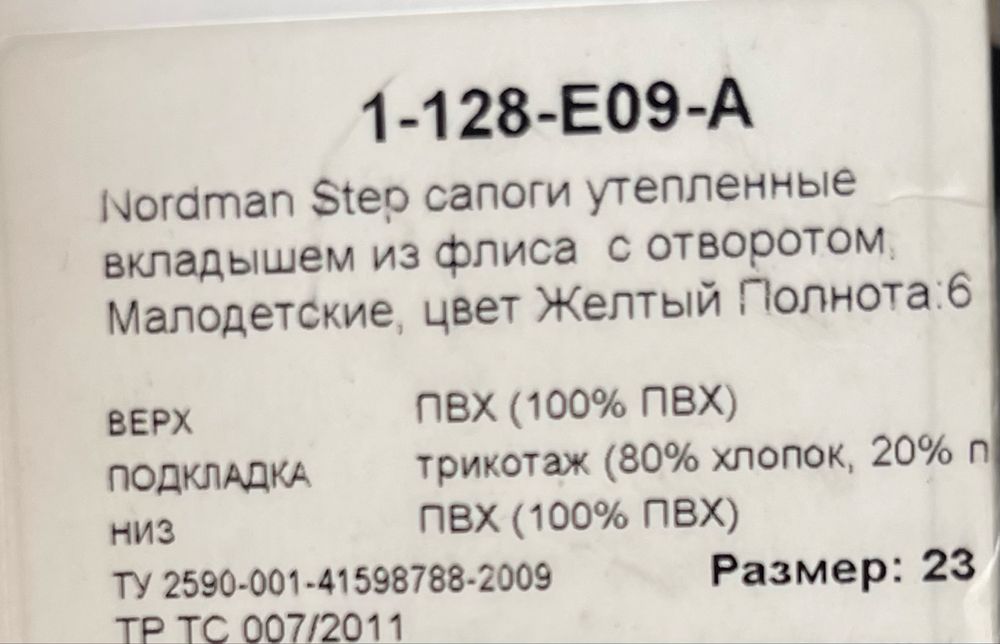 1-128-E09-A
Nordman Step сапоги утепленные
вкладышем из флиса с отворотом,
Малодетские, цвет Желтый Полнота:6
ВЕРХ ПВХ (100% ПВХ)
ПОДКЛАДКА трикотаж (80% хлопок, 20% п
НИЗ ПВХ (100% ПВХ)
ТУ 2590-001-41598788-2009 Размер: 23
ТР ТС 007/2011